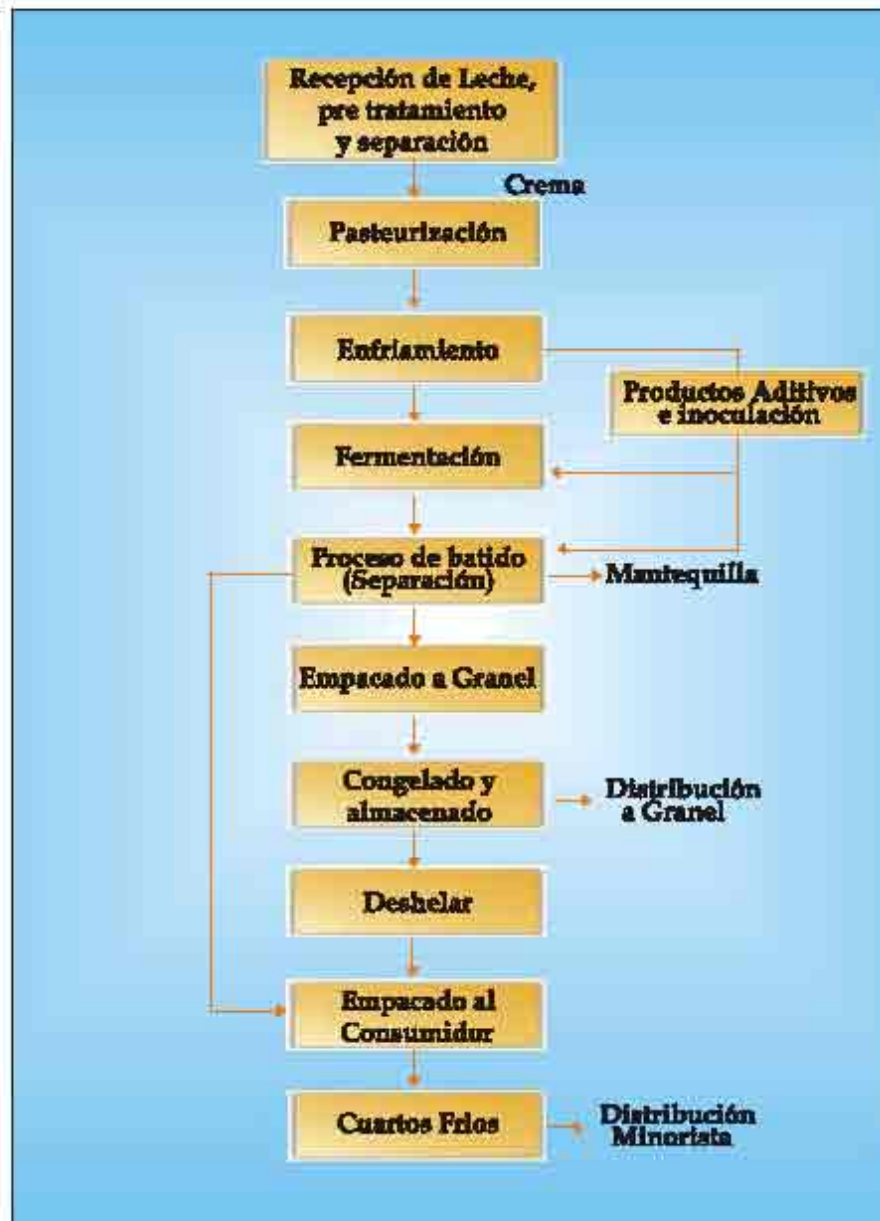 Recepción de Leche,
pre tratamiento
y separación
Crema
Pasteurización
Enfriamiento
Productos Aditivos
e inoculación
Fermentación
Proceso de batido
(Separación)
Mantequilla
Empacado a Granel
Congelado y
almacenado
Distribución
a Granel
Deshelar
Empacado al
Consumidur
Cuartos Frios
Distribución
Minorista